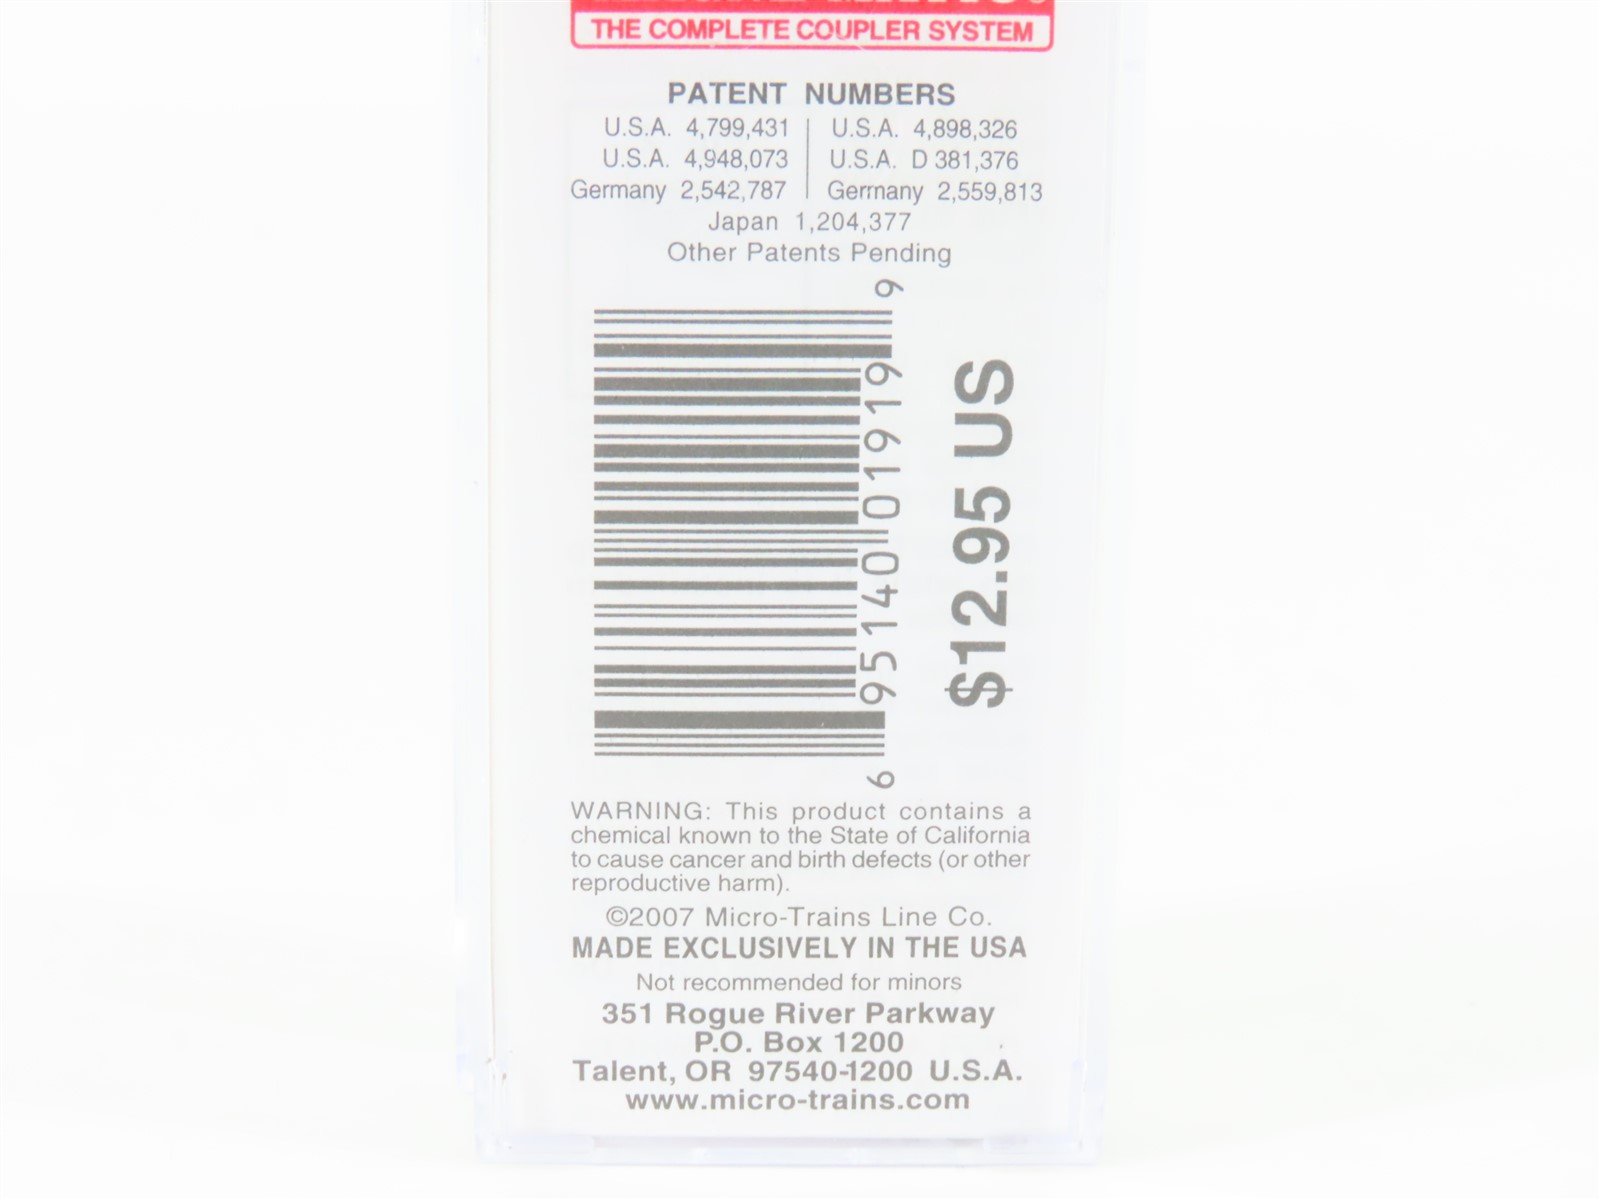 THE COMPLETE COUPLER SYSTEM
PATENT NUMBERS
U.S.A. 4,799,431 | U.S.A. 4,898,326
U.S.A. 4,948,073 | U.S.A. D 381,376
Germany 2,542,787 | Germany 2,559,813
Japan 1,204,377
Other Patents Pending
6 95140 01919 9
$12.95 US
WARNING: This product contains a
chemical known to the State of California
to cause cancer and birth defects (or other
reproductive harm).
©2007 Micro-Trains Line Co.
MADE EXCLUSIVELY IN THE USA
Not recommended for minors
351 Rogue River Parkway
P.O. Box 1200
Talent, OR 97540-1200 U.S.A.
www.micro-trains.com